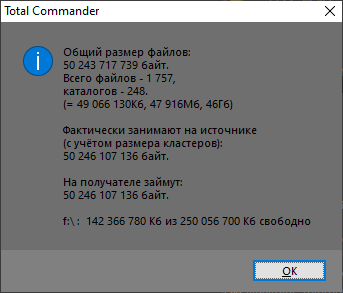 Total Commander
Общий размер файлов:
50 243 717 739 байт.
Всего файлов - 1 757,
каталогов - 248.
(= 49 066 130Кб, 47 916Мб, 46Гб)
Фактически занимают на источнике
(с учётом размера кластеров):
50 246 107 136 байт.
На получателе займут:
50 246 107 136 байт.
f:\ : 142 366 780 Кб из 250 056 700 Кб свободно
OK